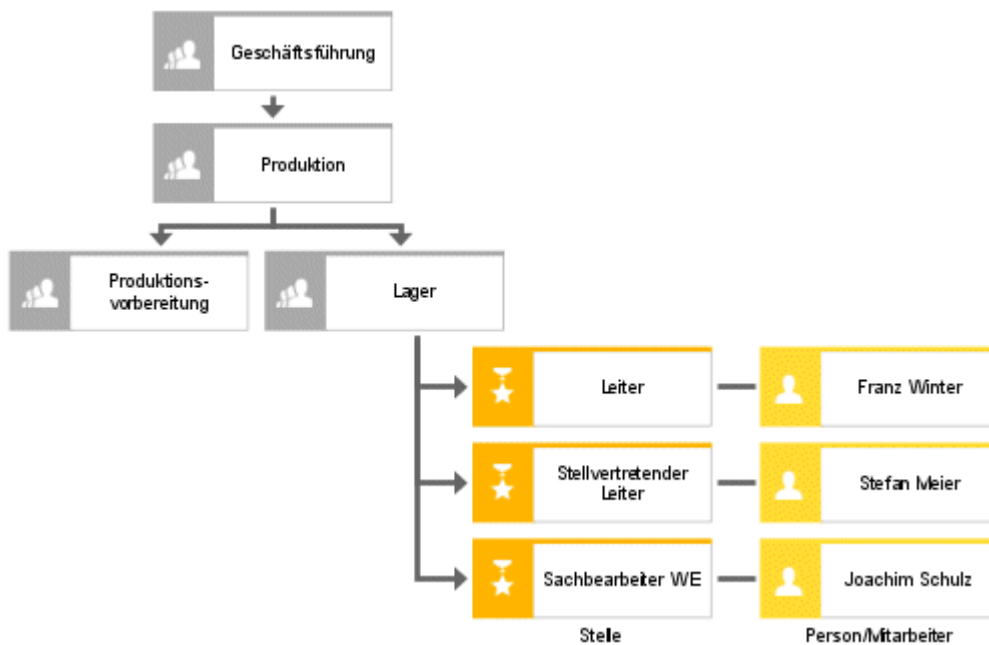 Geschäftsführung
Produktion
Produktions-
vorbereitung
Lager
Leiter
Franz Winter
Stellvertretender
Leiter
Stefan Meier
Sachbearbeiter WE
Joachim Schulz
Stelle
Person/Mitarbeiter